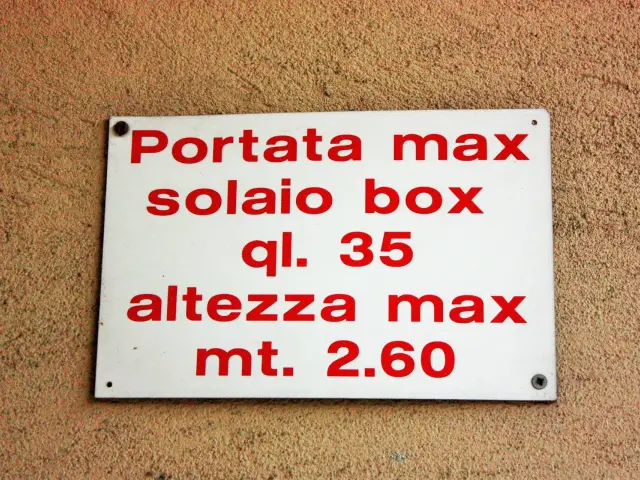 Portata max
solaio box
ql. 35
altezza max
mt. 2.60